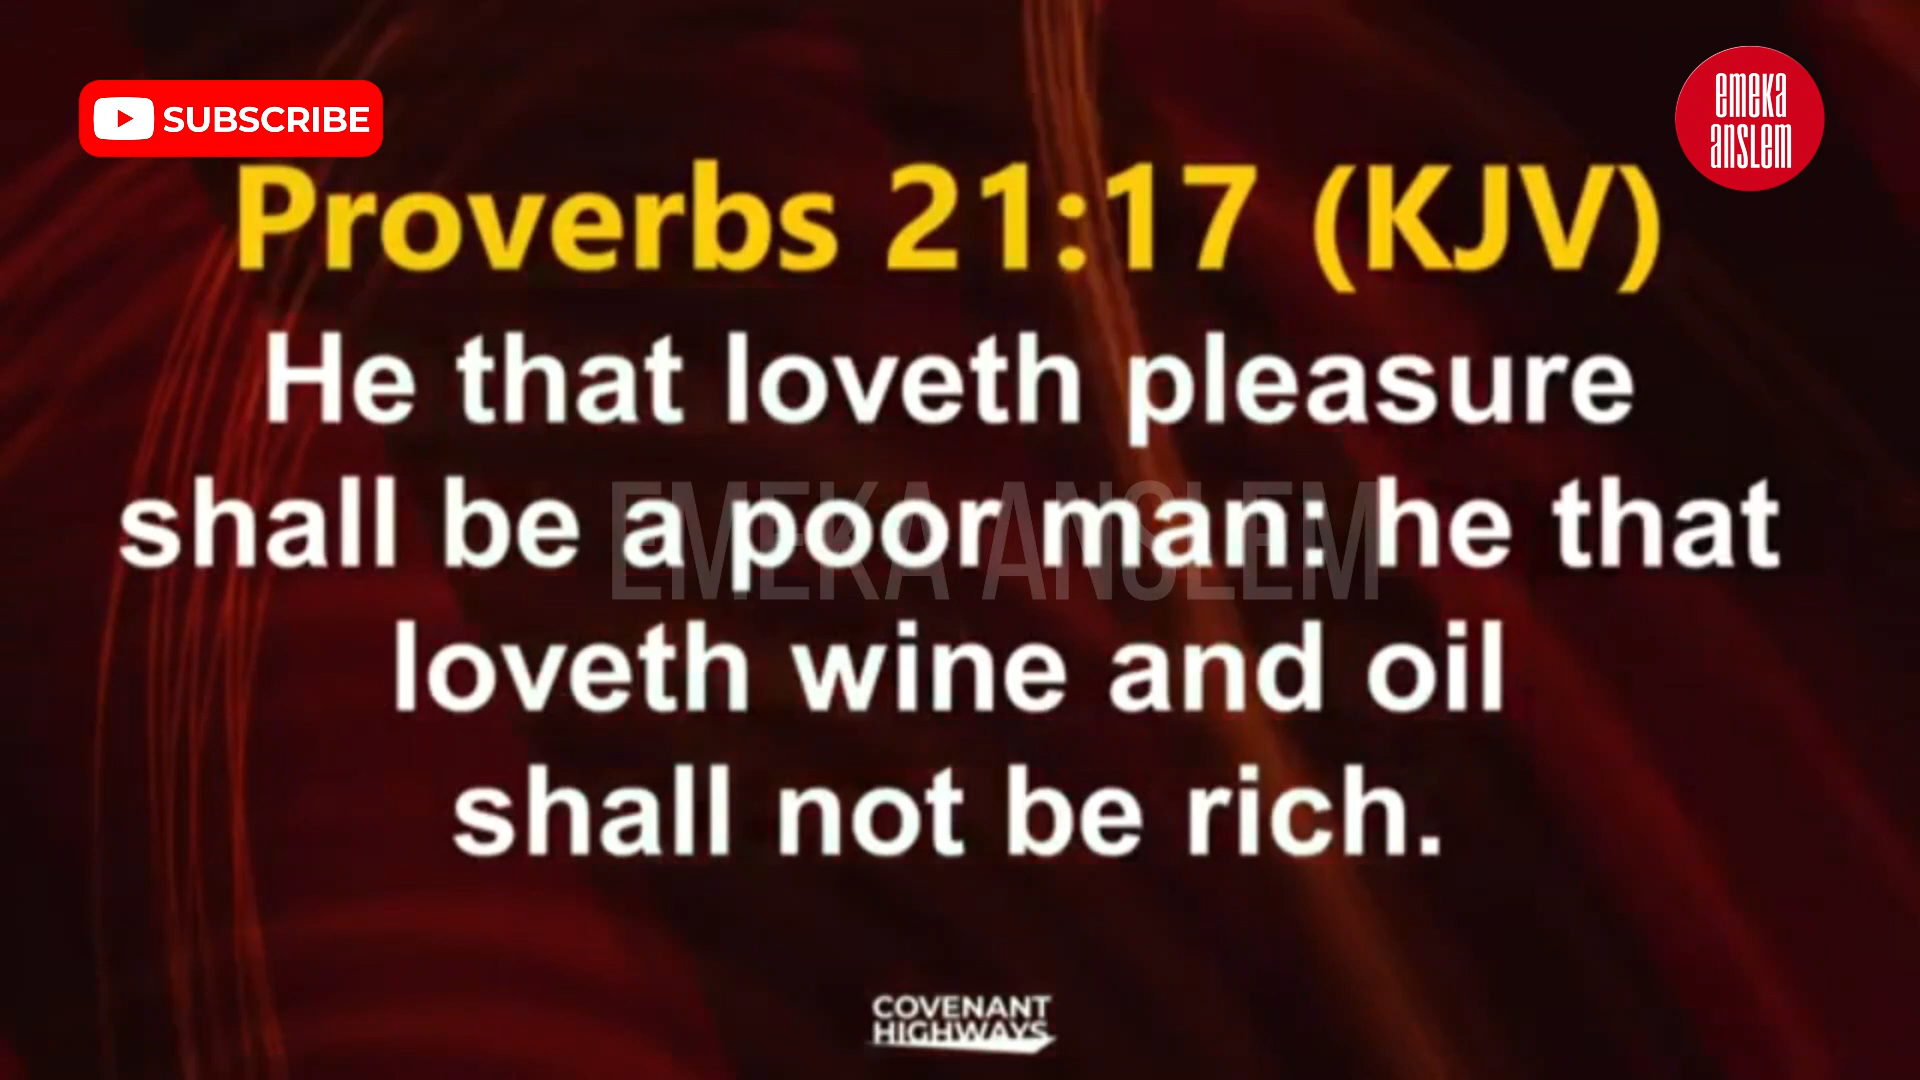 SUBSCRIBE
emeka
anslem
Proverbs 21:17 (KJV)
He that loveth pleasure
shall be a poor man: he that
EMEKA ANSLEM
loveth wine and oil
shall not be rich.
COVENANT
HIGHWAYS